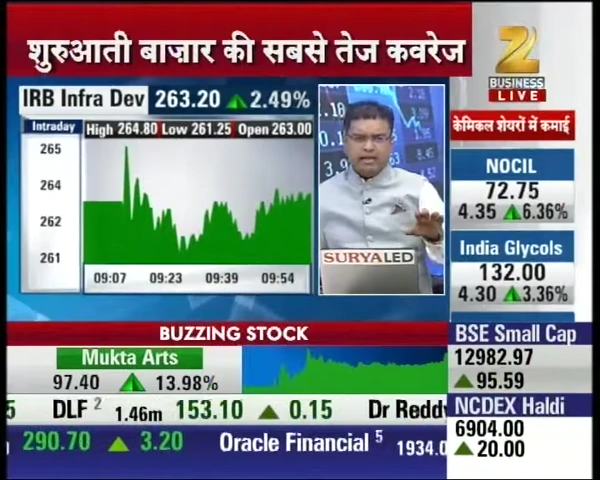 शुरुआती बाज़ार की सबसे तेज कवरेज
Z
BUSINESS
LIVE
IRB Infra Dev 263.20 2.49%
Intraday High 264.80 Low 261.25 Open 263.00
265
264
262
261
09:07 09:23 09:39 09:54
SURYA LED
केमिकल शेयरों में कमाई
NOCIL
72.75
4.35 6.36%
India Glycols
132.00
4.30 3.36%
BUZZING STOCK
Mukta Arts
97.40 13.98%
BSE Small Cap
12982.97
95.59
NCDEX Haldi
6904.00
20.00
5 DLF 2 1.46m 153.10 0.15 Dr Reddy
290.70 3.20 Oracle Financial 5 1934.0